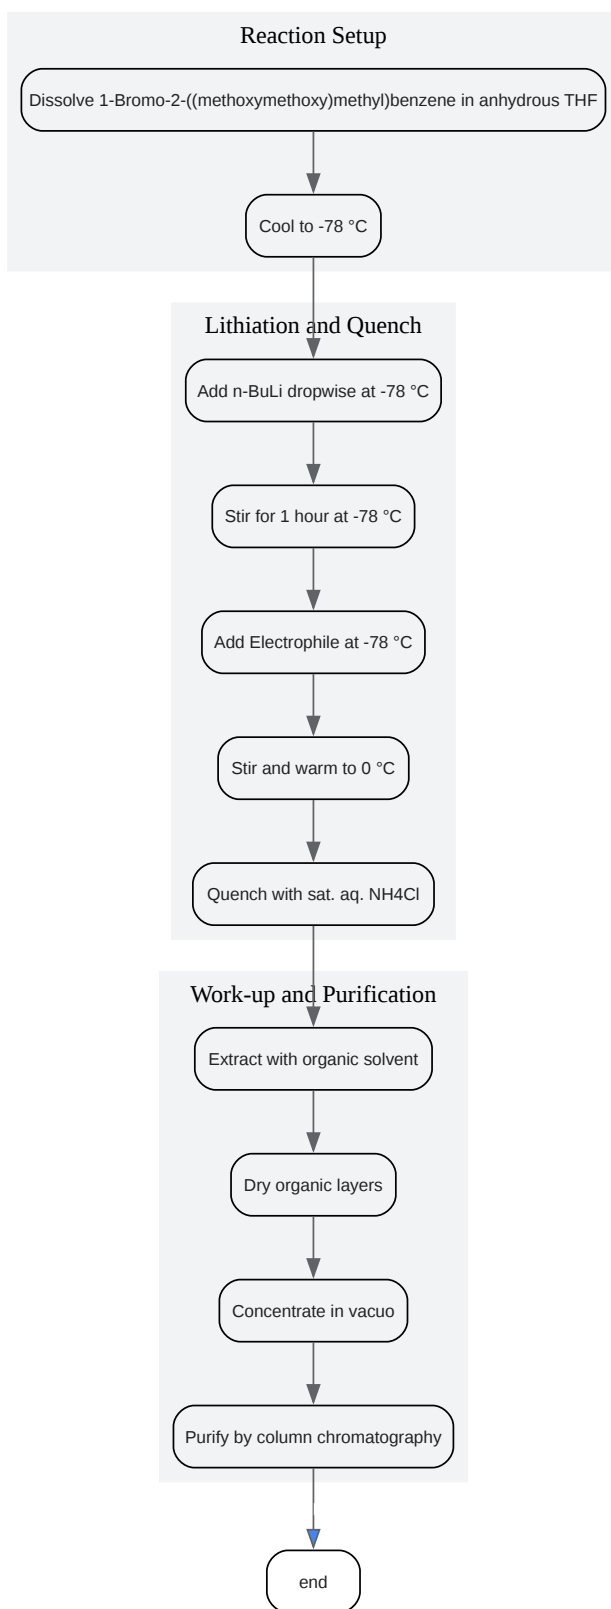 Reaction Setup
Dissolve 1-Bromo-2-((methoxymethoxy)methyl)benzene in anhydrous THF
Cool to -78 °C
Lithiation and Quench
Add n-BuLi dropwise at -78 °C
Stir for 1 hour at -78 °C
Add Electrophile at -78 °C
Stir and warm to 0 °C
Quench with sat. aq. NH4Cl
Work-up and Purification
Extract with organic solvent
Dry organic layers
Concentrate in vacuo
Purify by column chromatography
end